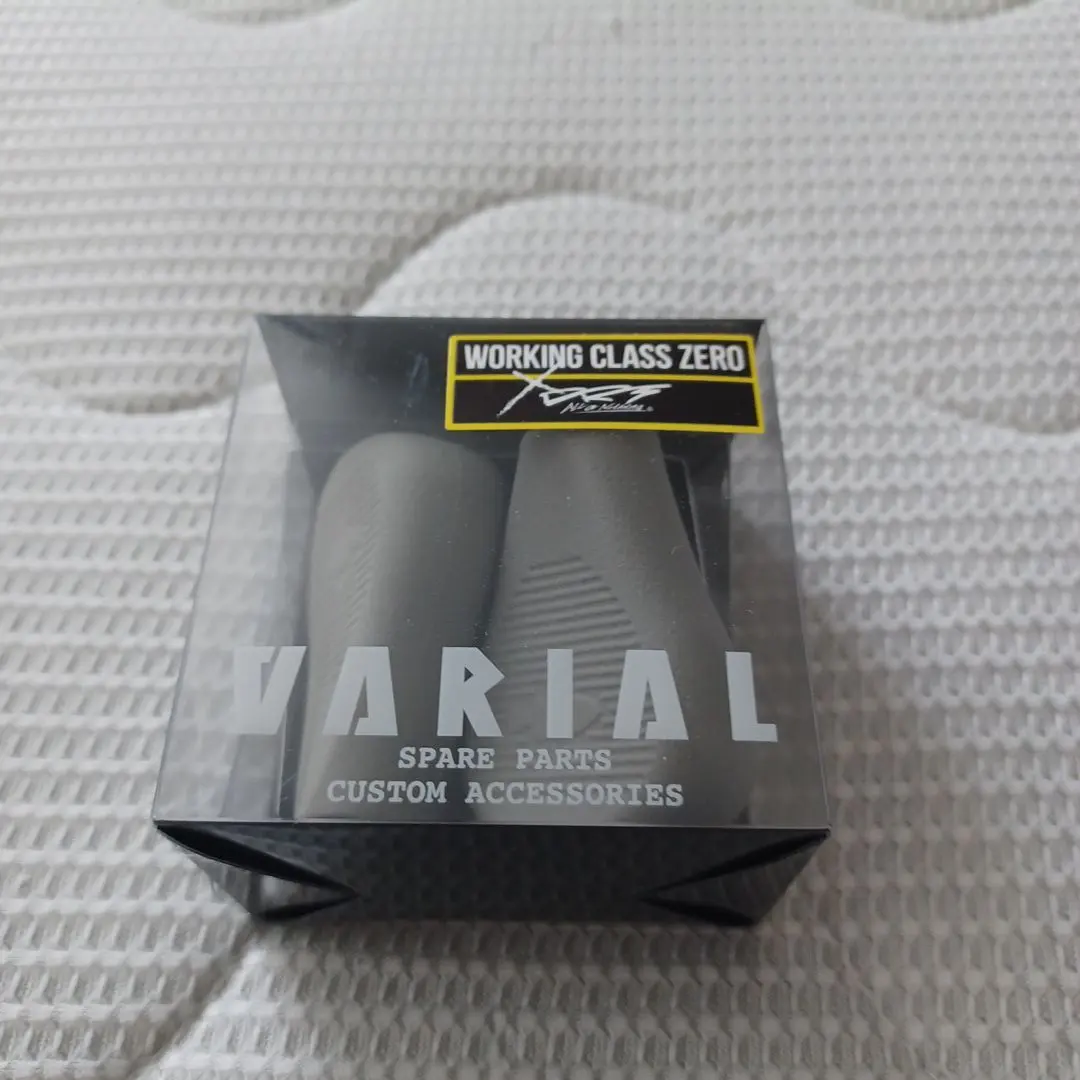 WORKING CLASS ZERO
VARIAL
SPARE PARTS
CUSTOM ACCESSORIES